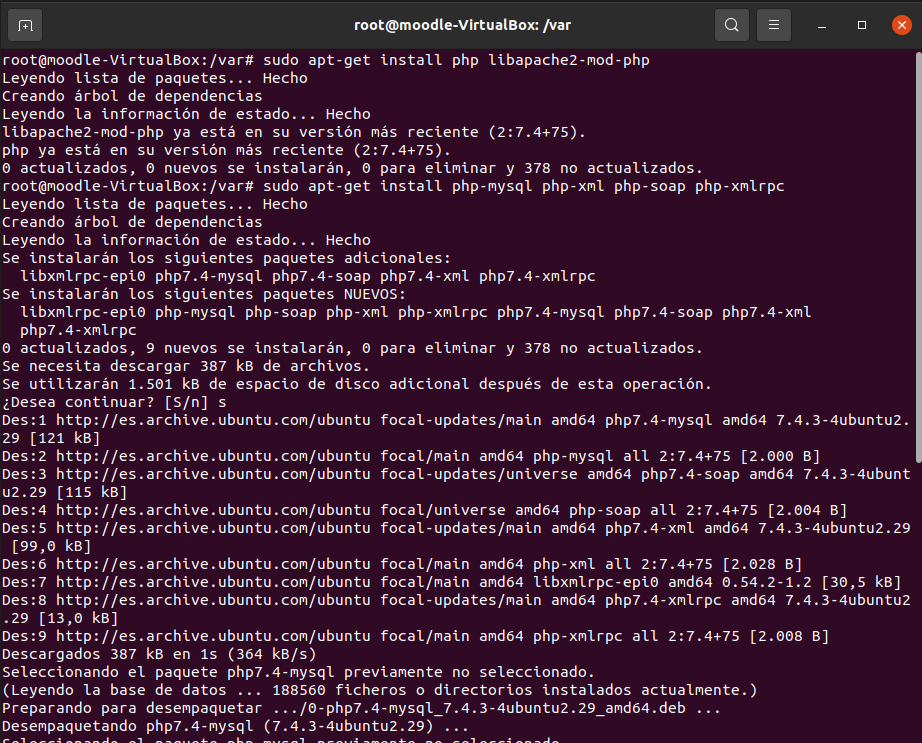 root@moodle-VirtualBox: /var
root@moodle-VirtualBox:/var# sudo apt-get install php libapache2-mod-php
Leyendo lista de paquetes... Hecho
Creando árbol de dependencias
Leyendo la información de estado... Hecho
libapache2-mod-php ya está en su versión más reciente (2:7.4+75).
php ya está en su versión más reciente (2:7.4+75).
0 actualizados, 0 nuevos se instalarán, 0 para eliminar y 378 no actualizados.
root@moodle-VirtualBox:/var# sudo apt-get install php-mysql php-xml php-soap php-xmlrpc
Leyendo lista de paquetes... Hecho
Creando árbol de dependencias
Leyendo la información de estado... Hecho
Se instalarán los siguientes paquetes adicionales:
  libxmlrpc-epi0 php7.4-mysql php7.4-soap php7.4-xml php7.4-xmlrpc
Se instalarán los siguientes paquetes NUEVOS:
  libxmlrpc-epi0 php-mysql php-soap php-xml php-xmlrpc php7.4-mysql php7.4-soap php7.4-xml
  php7.4-xmlrpc
0 actualizados, 9 nuevos se instalarán, 0 para eliminar y 378 no actualizados.
Se necesita descargar 387 kB de archivos.
Se utilizarán 1.501 kB de espacio de disco adicional después de esta operación.
¿Desea continuar? [S/n] s
Des:1 http://es.archive.ubuntu.com/ubuntu focal-updates/main amd64 php7.4-mysql amd64 7.4.3-4ubuntu2.
29 [121 kB]
Des:2 http://es.archive.ubuntu.com/ubuntu focal/main amd64 php-mysql all 2:7.4+75 [2.000 B]
Des:3 http://es.archive.ubuntu.com/ubuntu focal-updates/universe amd64 php7.4-soap amd64 7.4.3-4ubunt
u2.29 [115 kB]
Des:4 http://es.archive.ubuntu.com/ubuntu focal/universe amd64 php-soap all 2:7.4+75 [2.004 B]
Des:5 http://es.archive.ubuntu.com/ubuntu focal-updates/main amd64 php7.4-xml amd64 7.4.3-4ubuntu2.29
 [99,0 kB]
Des:6 http://es.archive.ubuntu.com/ubuntu focal/main amd64 php-xml all 2:7.4+75 [2.028 B]
Des:7 http://es.archive.ubuntu.com/ubuntu focal/main amd64 libxmlrpc-epi0 amd64 0.54.2-1.2 [30,5 kB]
Des:8 http://es.archive.ubuntu.com/ubuntu focal-updates/main amd64 php7.4-xmlrpc amd64 7.4.3-4ubuntu2
.29 [13,0 kB]
Des:9 http://es.archive.ubuntu.com/ubuntu focal/main amd64 php-xmlrpc all 2:7.4+75 [2.008 B]
Descargados 387 kB en 1s (364 kB/s)
Seleccionando el paquete php7.4-mysql previamente no seleccionado.
(Leyendo la base de datos ... 188560 ficheros o directorios instalados actualmente.)
Preparando para desempaquetar .../0-php7.4-mysql_7.4.3-4ubuntu2.29_amd64.deb ...
Desempaquetando php7.4-mysql (7.4.3-4ubuntu2.29) ...
Seleccionando el paquete php-mysql previamente no seleccionado.